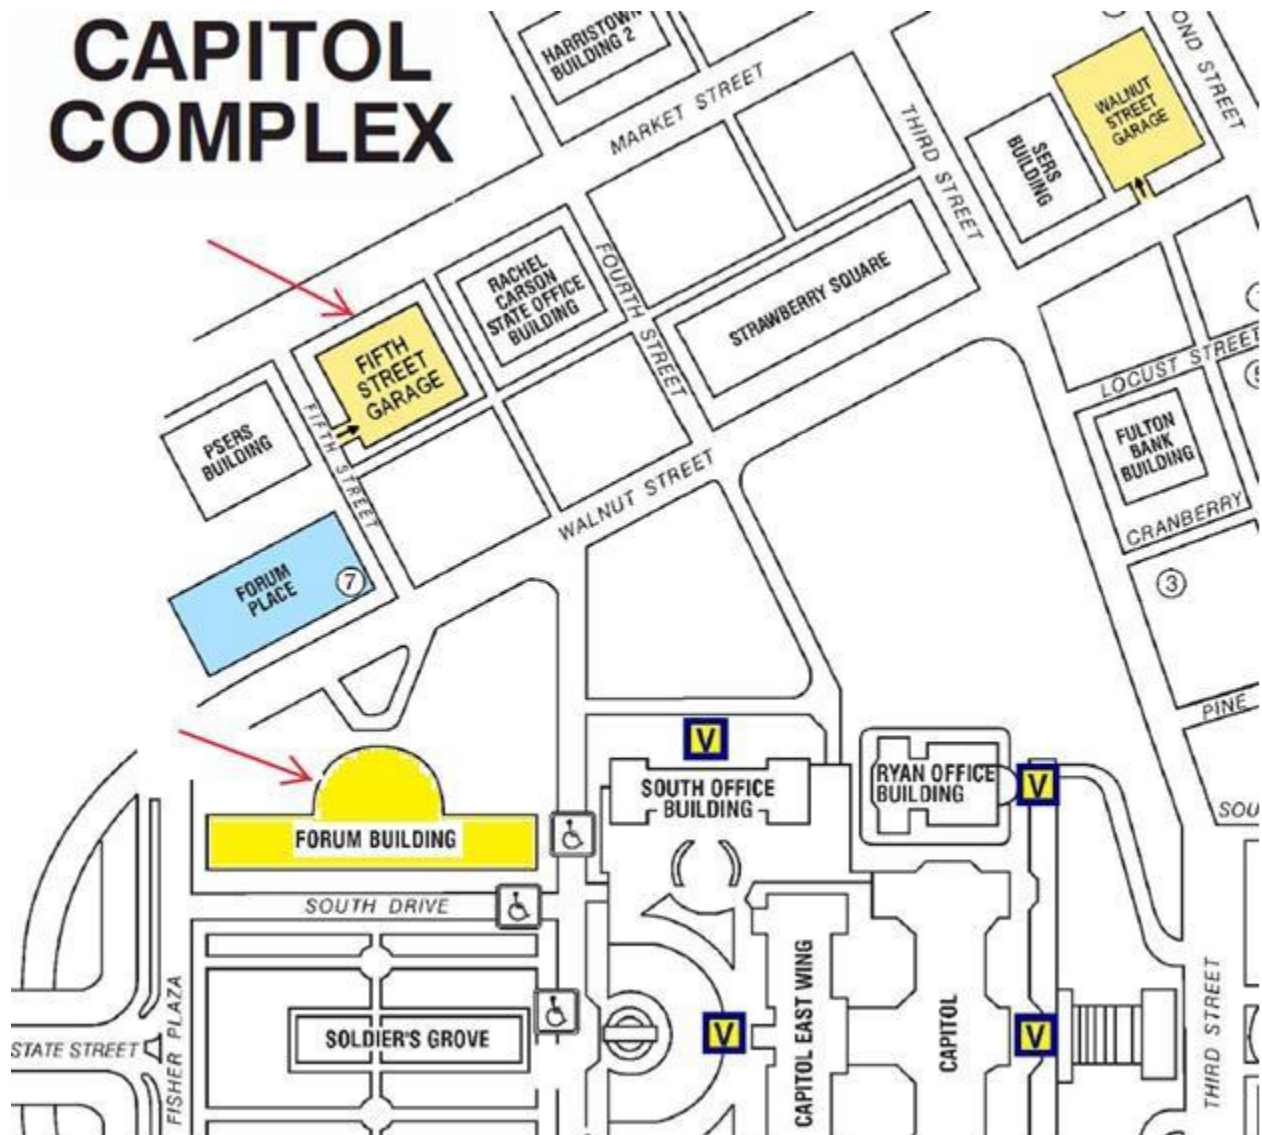 CAPITOL
COMPLEX
HARRISTOWN
BUILDING 2
MARKET STREET
THIRD STREET
SERS
BUILDING
WALNUT
STREET
GARAGE
OND STREET
RACHEL
CARSON
STATE OFFICE
BUILDING
FOURTH STREET
STRAWBERRY SQUARE
FIFTH
STREET
GARAGE
FIFTH STREET
PSERS
BUILDING
LOCUST STREET
FULTON
BANK
BUILDING
CRANBERRY
WALNUT STREET
FORUM
PLACE
7
3
PINE
V
SOUTH OFFICE
BUILDING
RYAN OFFICE
BUILDING
V
SOU
FORUM BUILDING
SOUTH DRIVE
SOLDIER'S GROVE
STATE STREET
FISHER PLAZA
V
CAPITOL EAST WING
CAPITOL
V
THIRD STREET